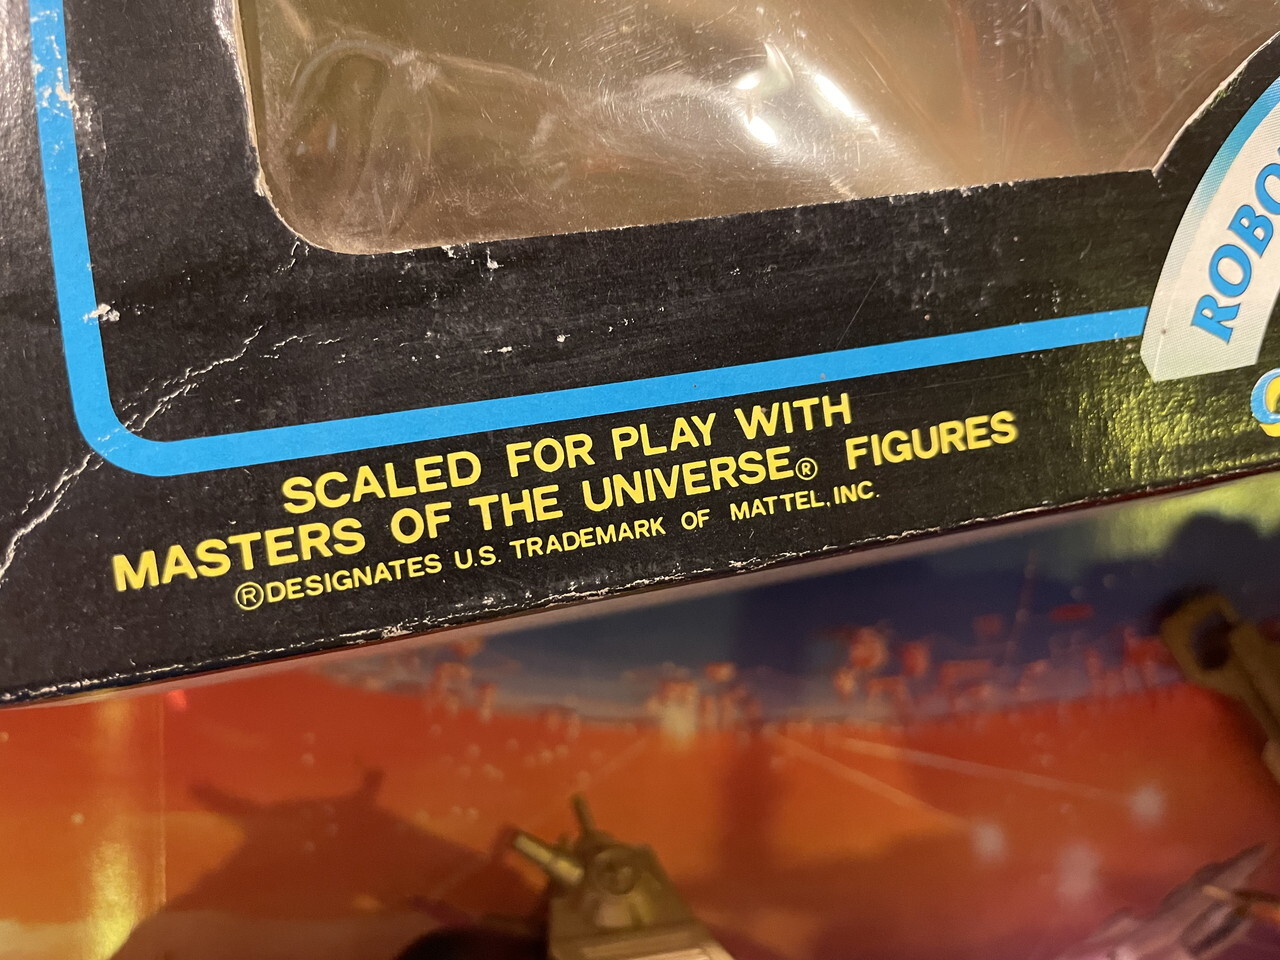 SCALED FOR PLAY WITH
MASTERS OF THE UNIVERSE® FIGURES
®DESIGNATES U.S. TRADEMARK OF MATTEL, INC.